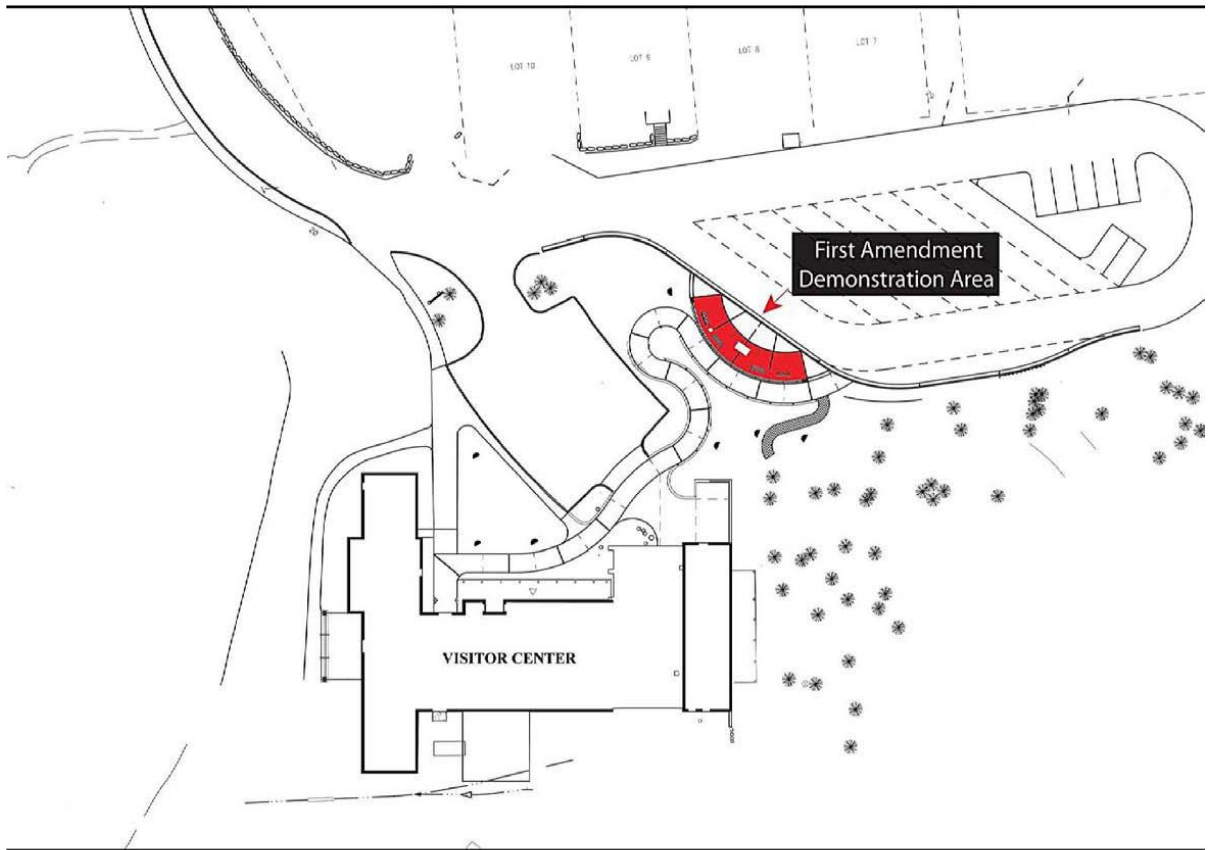 LOT 10
LOT 9
LOT 8
LOT 7
First Amendment
Demonstration Area
VISITOR CENTER